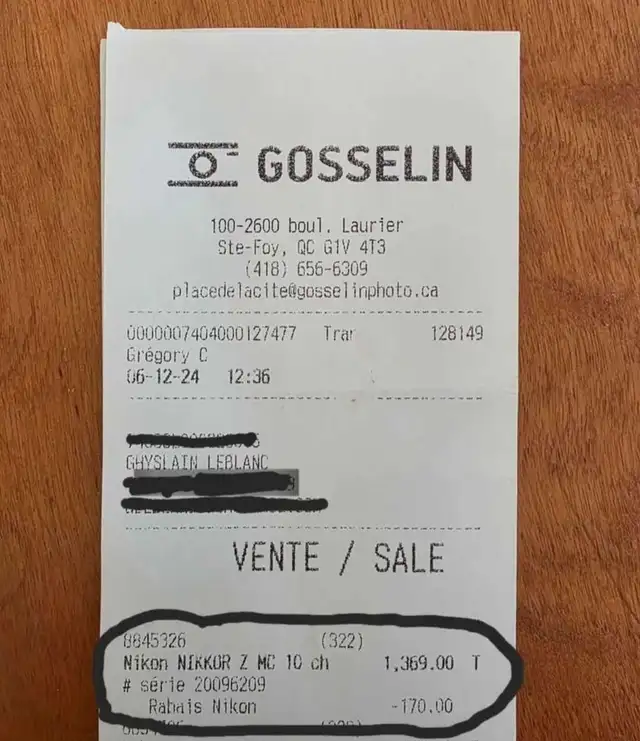 GOSSELIN
100-2600 boul. Laurier
Ste-Foy, QC G1V 4T3
(418) 656-6309
placedelacite@gosselinphoto.ca
0000007404000127477 Trar 128149
Grégory C
06-12-24 12:36
GHYSLAIN LEBLANC
VENTE / SALE
8845326 (322)
Nikon NIKKOR Z MC 10 ch 1,369.00 T
# série 20096209
Rabais Nikon -170.00